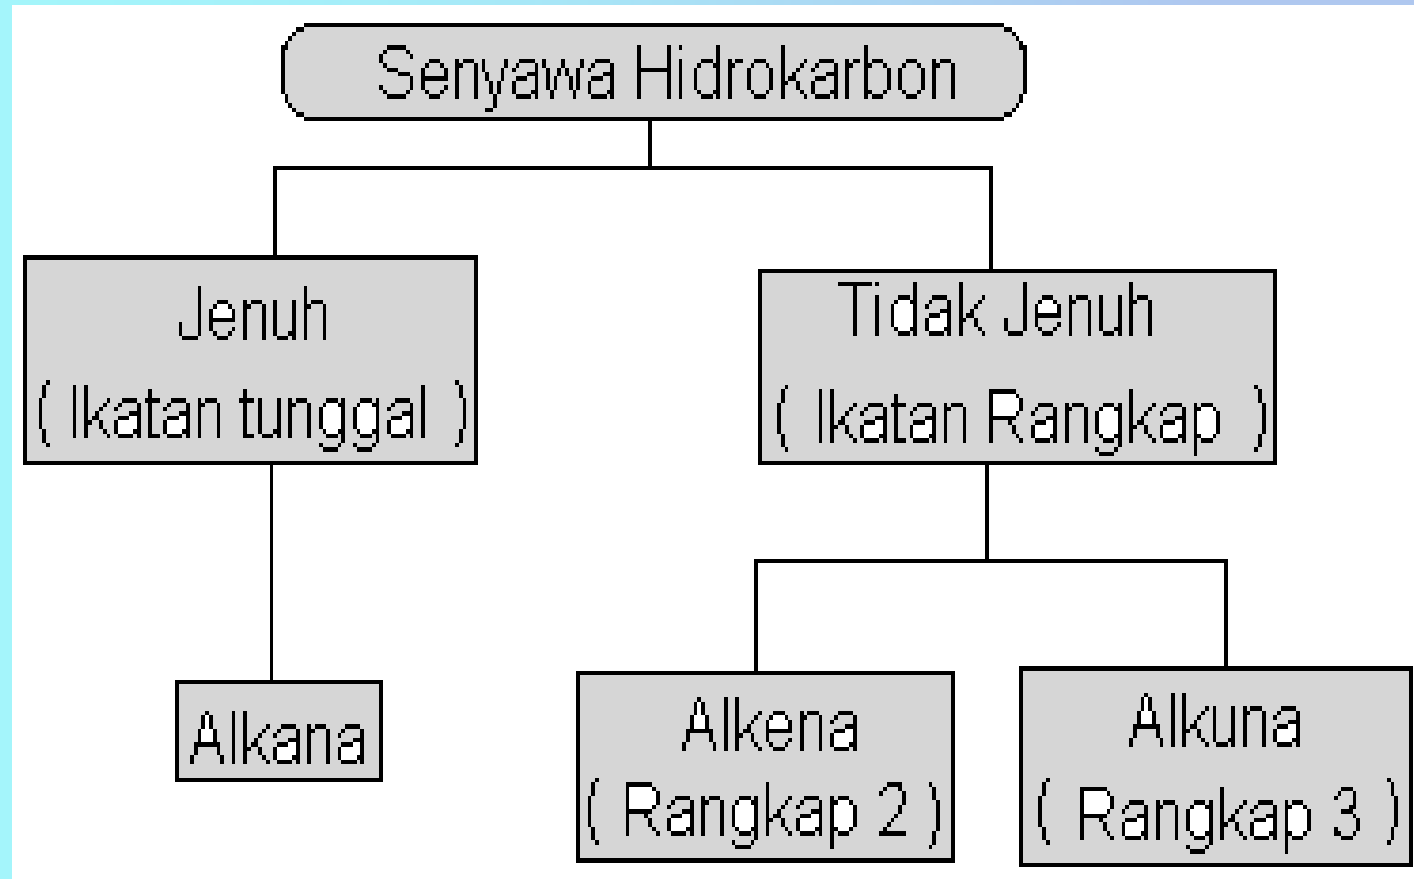 Senyawa Hidrokarbon
Jenuh
( Ikatan tunggal )
Tidak Jenuh
( Ikatan Rangkap )
Alkana
Alkena
( Rangkap 2 )
Alkuna
( Rangkap 3 )